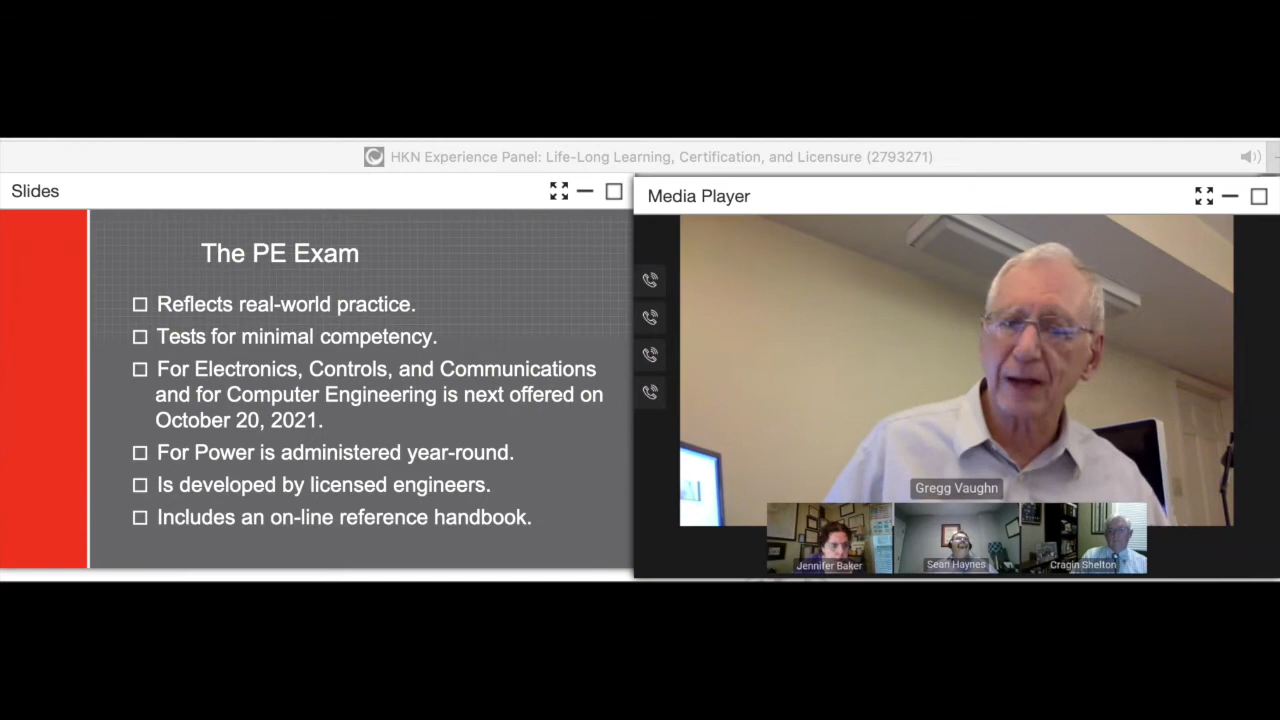 HKN Experience Panel: Life-Long Learning, Certification, and Licensure (2793271)
Slides
The PE Exam
Reflects real-world practice.
Tests for minimal competency.
For Electronics, Controls, and Communications
and for Computer Engineering is next offered on
October 20, 2021.
For Power is administered year-round.
Is developed by licensed engineers.
Includes an on-line reference handbook.
Media Player
Gregg Vaughn
Jennifer Baker
Sean Haynes
Cragin Shelton